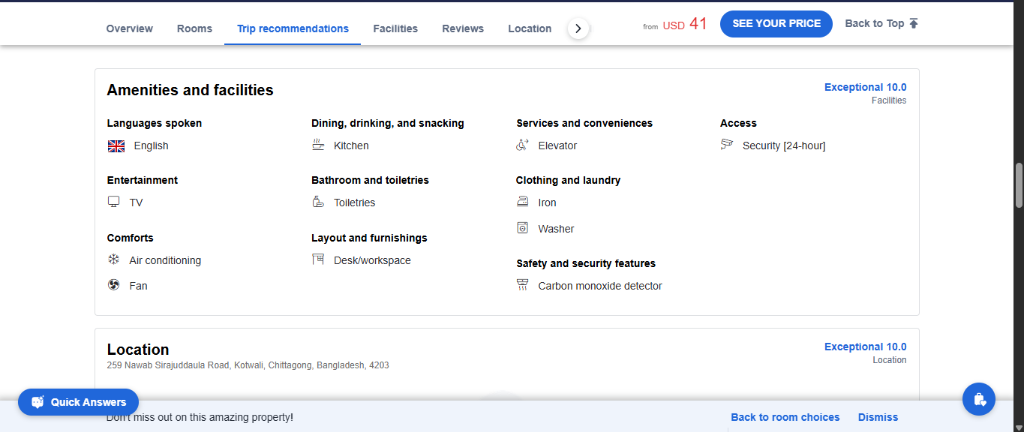 Overview Rooms Trip recommendations Facilities Reviews Location from USD 41 SEE YOUR PRICE Back to Top
Amenities and facilities
Exceptional 10.0
Facilities
Languages spoken
English
Dining, drinking, and snacking
Kitchen
Services and conveniences
Elevator
Access
Security [24-hour]
Entertainment
TV
Bathroom and toiletries
Toiletries
Clothing and laundry
Iron
Washer
Comforts
Air conditioning
Fan
Layout and furnishings
Desk/workspace
Safety and security features
Carbon monoxide detector
Location
259 Nawab Sirajuddaula Road, Kotwali, Chittagong, Bangladesh, 4203
Exceptional 10.0
Location
Quick Answers
Don't miss out on this amazing property!
Back to room choices Dismiss